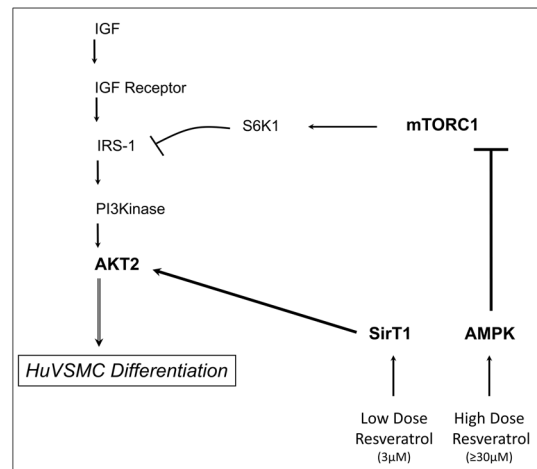 IGF
IGF Receptor
S6K1
mTORC1
IRS-1
PI3Kinase
AKT2
SirT1
AMPK
HuVSMC Differentiation
Low Dose
Resveratrol
(3µM)
High Dose
Resveratrol
(≥30µM)